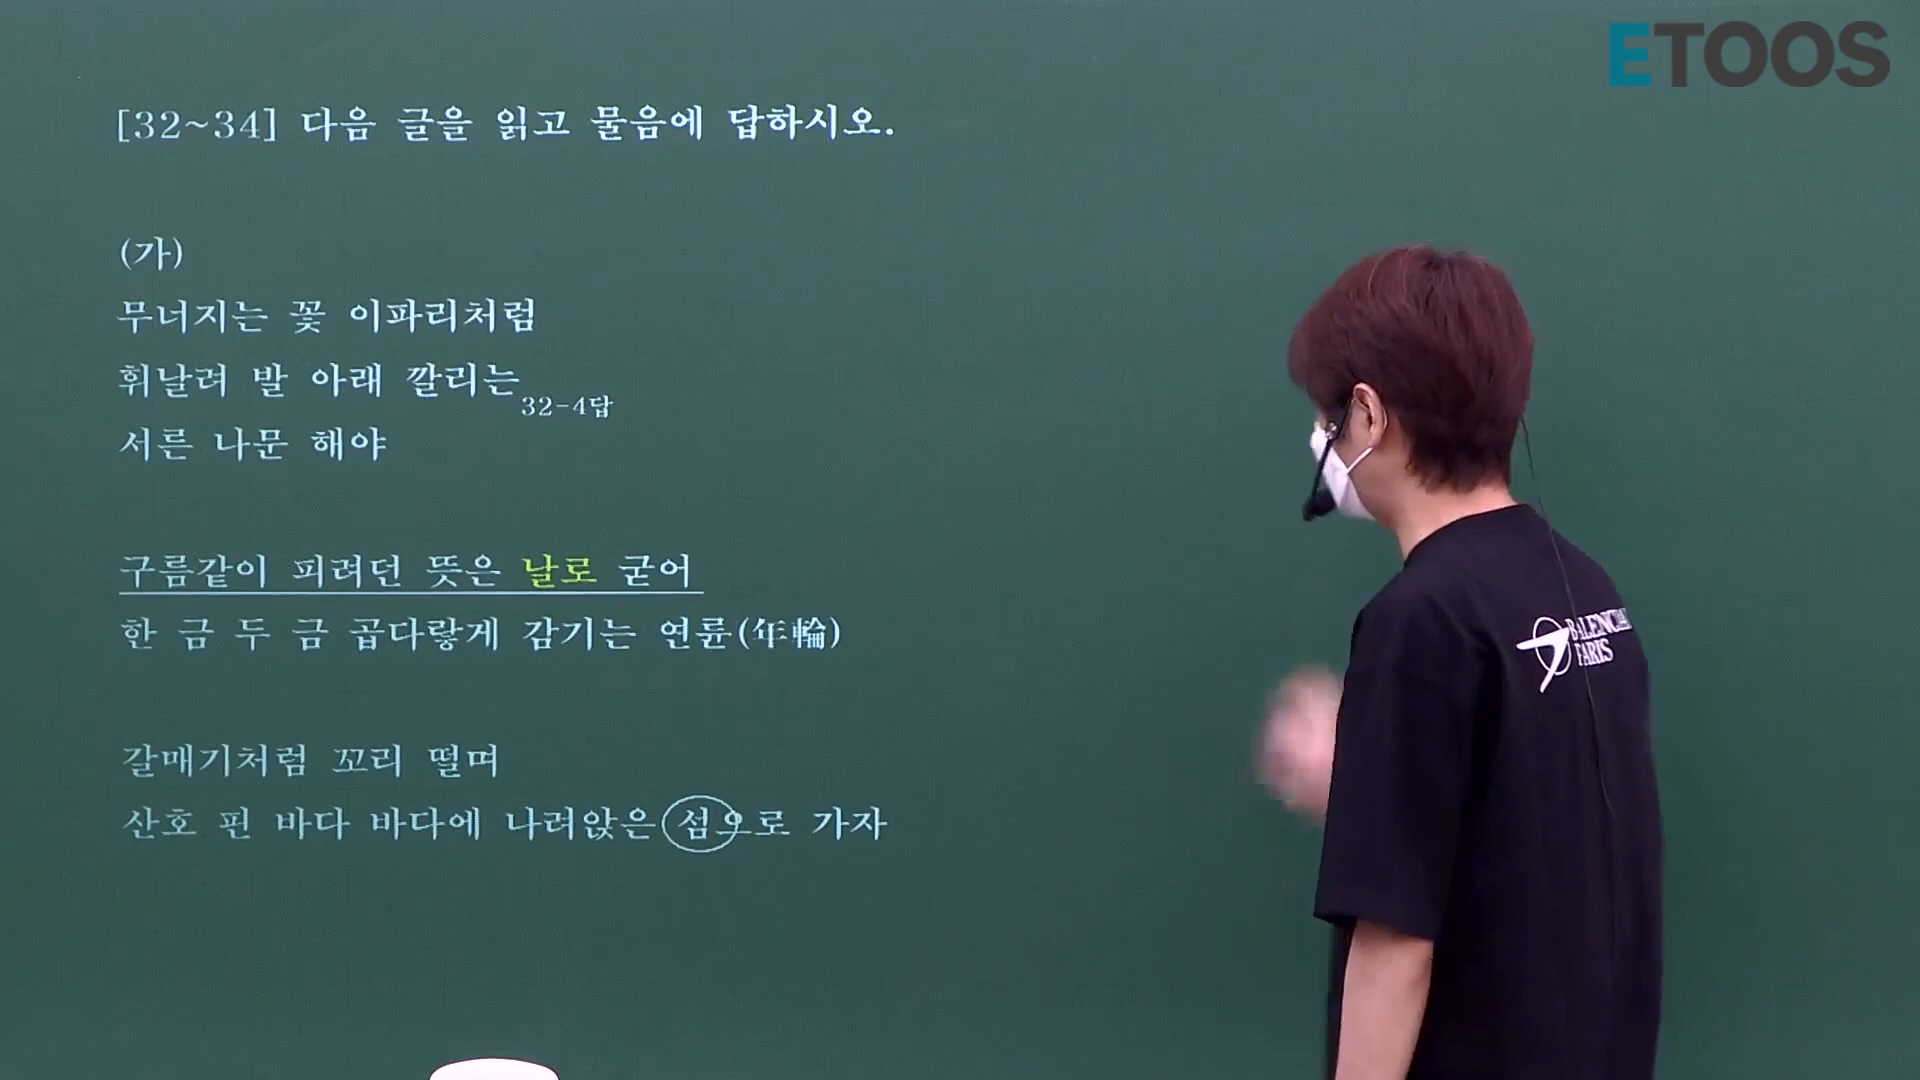 ETOOS
[32~34] 다음 글을 읽고 물음에 답하시오.
(가)
무너지는 꽃 이파리처럼
휘날려 발 아래 깔리는
32-4답
서른 나문 해야
구름같이 피려던 뜻은 날로 굳어
한 금 두 금 곱다랗게 감기는 연륜(年輪)
갈매기처럼 꼬리 떨며
산호 핀 바다 바다에 나려앉은 섬으로 가자